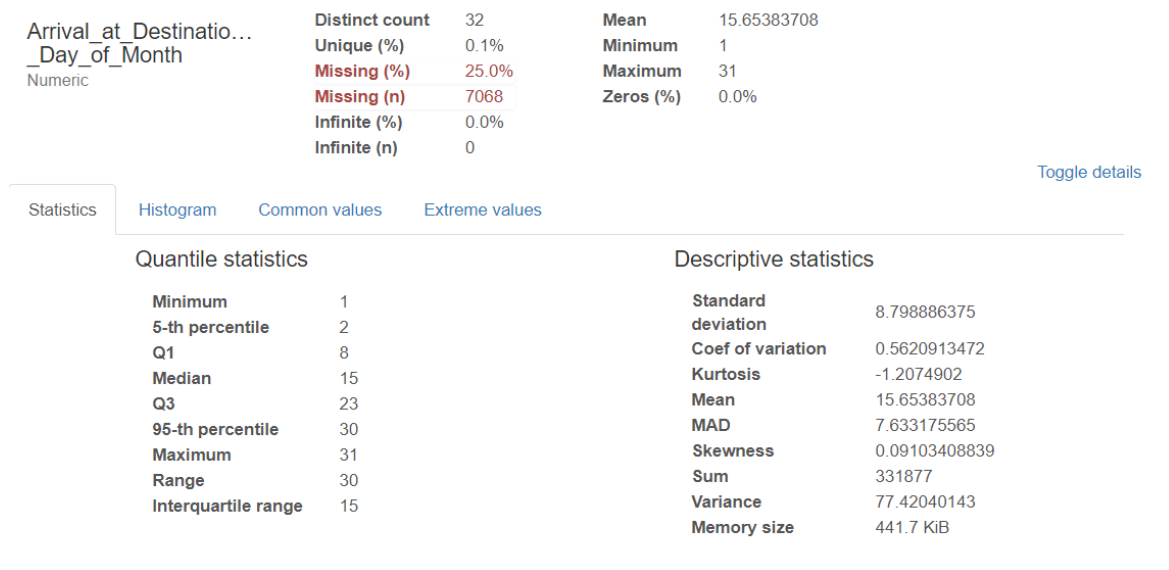 Arrival_at_Destinatio…
_Day_of_Month
Numeric
Distinct count 32
Unique (%) 0.1%
Missing (%) 25.0%
Missing (n) 7068
Infinite (%) 0.0%
Infinite (n) 0
Mean 15.65383708
Minimum 1
Maximum 31
Zeros (%) 0.0%
Toggle details
Statistics Histogram Common values Extreme values
Quantile statistics
Minimum 1
5-th percentile 2
Q1 8
Median 15
Q3 23
95-th percentile 30
Maximum 31
Range 30
Interquartile range 15
Descriptive statistics
Standard
deviation 8.798886375
Coef of variation 0.5620913472
Kurtosis -1.2074902
Mean 15.65383708
MAD 7.633175565
Skewness 0.09103408839
Sum 331877
Variance 77.42040143
Memory size 441.7 KiB